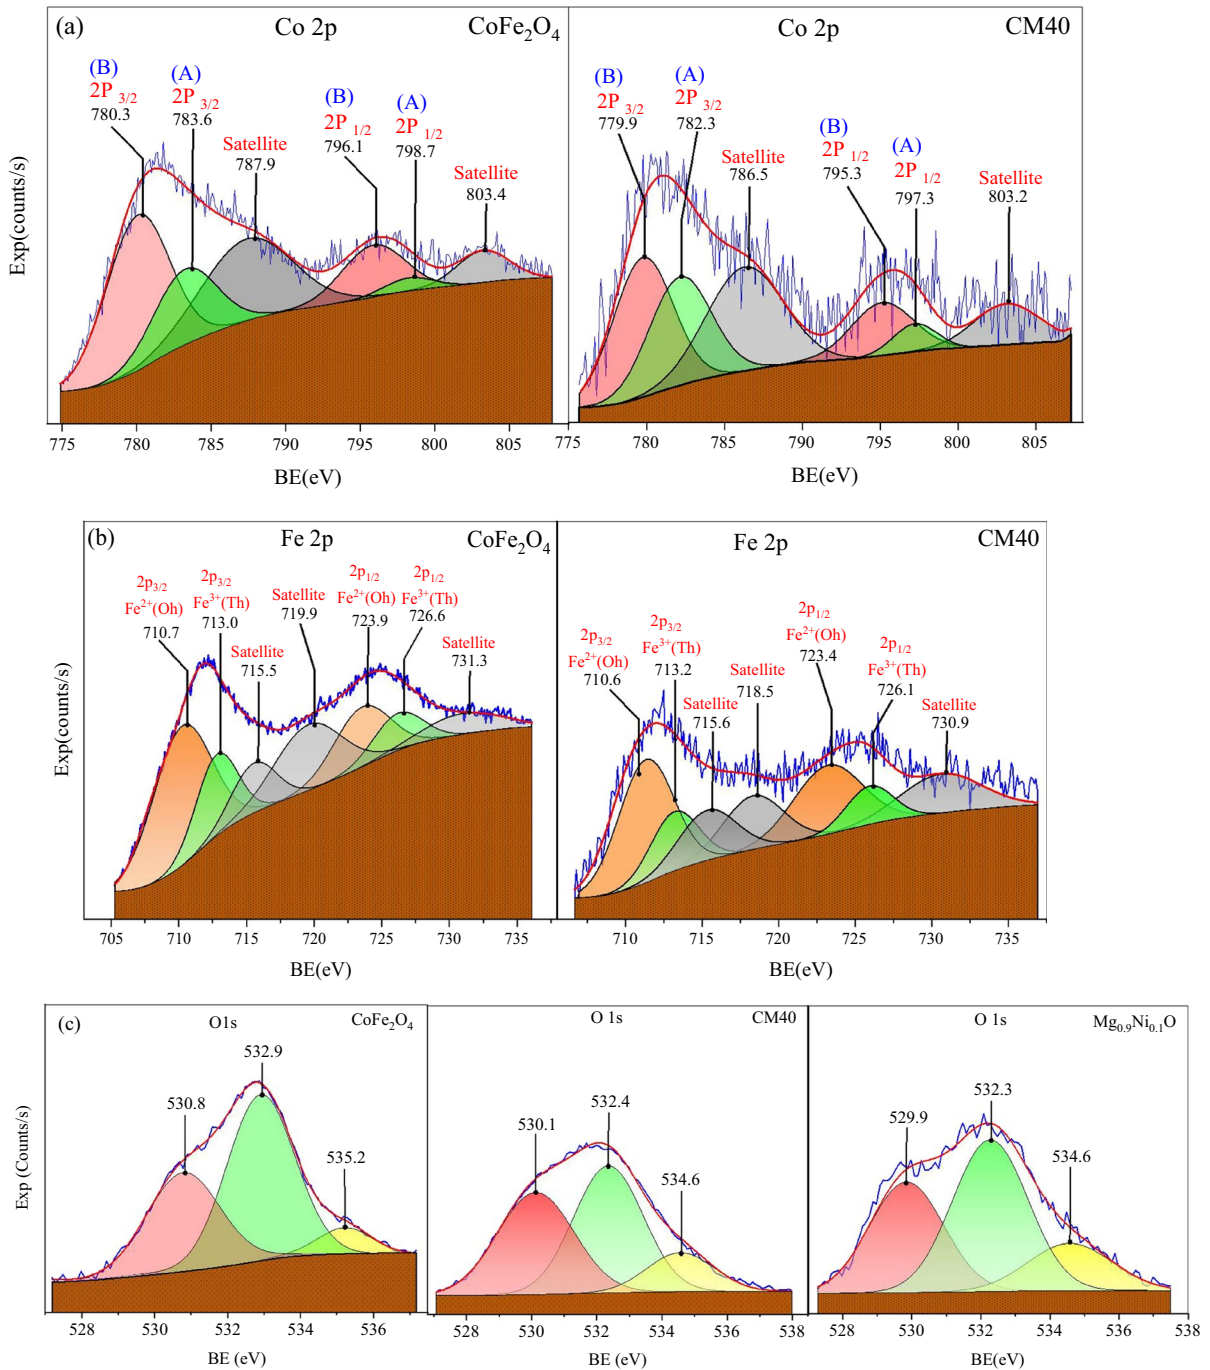 (a) Co 2p CoFe2O4 Co 2p CM40
(B) 2P 3/2 780.3
(A) 2P 3/2 783.6
Satellite 787.9
(B) 2P 1/2 796.1
(A) 2P 1/2 798.7
Satellite 803.4
(B) 2P 3/2 779.9
(A) 2P 3/2 782.3
Satellite 786.5
(B) 2P 1/2 795.3
(A) 2P 1/2 797.3
Satellite 803.2
Exp(counts/s)
775 780 785 790 795 800 805 775 780 785 790 795 800 805
BE(eV) BE(eV)
(b) Fe 2p CoFe2O4 Fe 2p CM40
2p3/2 Fe2+(Oh) 710.7
2p3/2 Fe3+(Th) 713.0
Satellite 715.5
Satellite 719.9
2p1/2 Fe2+(Oh) 723.9
2p1/2 Fe3+(Th) 726.6
Satellite 731.3
2p3/2 Fe2+(Oh) 710.6
2p3/2 Fe3+(Th) 713.2
Satellite 715.6
Satellite 718.5
2p1/2 Fe2+(Oh) 723.4
2p1/2 Fe3+(Th) 726.1
Satellite 730.9
Exp(counts/s)
705 710 715 720 725 730 735 710 715 720 725 730 735
BE(eV) BE(eV)
(c) O1s CoFe2O4 O 1s CM40 O 1s Mg0.9Ni0.1O
530.8 532.9 535.2
530.1 532.4 534.6
529.9 532.3 534.6
Exp (Counts/s)
528 530 532 534 536 528 530 532 534 536 538 528 530 532 534 536 538
BE (eV) BE (eV) BE(eV)